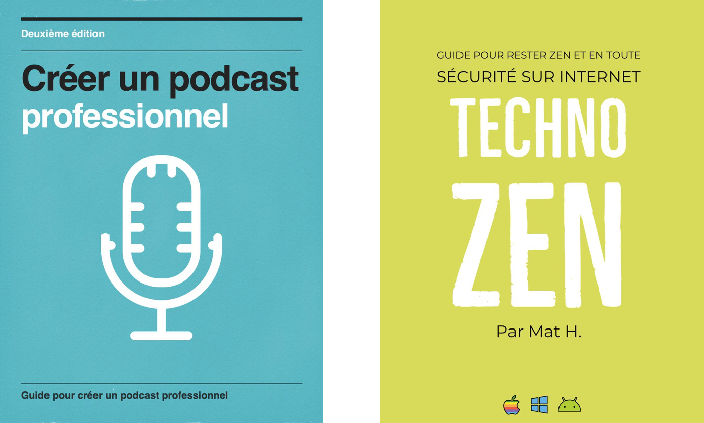 Deuxième édition
Créer un podcast
professionnel
Guide pour créer un podcast professionnel
GUIDE POUR RESTER ZEN ET EN TOUTE
SÉCURITÉ SUR INTERNET
TECHNO
ZEN
Par Mat H.